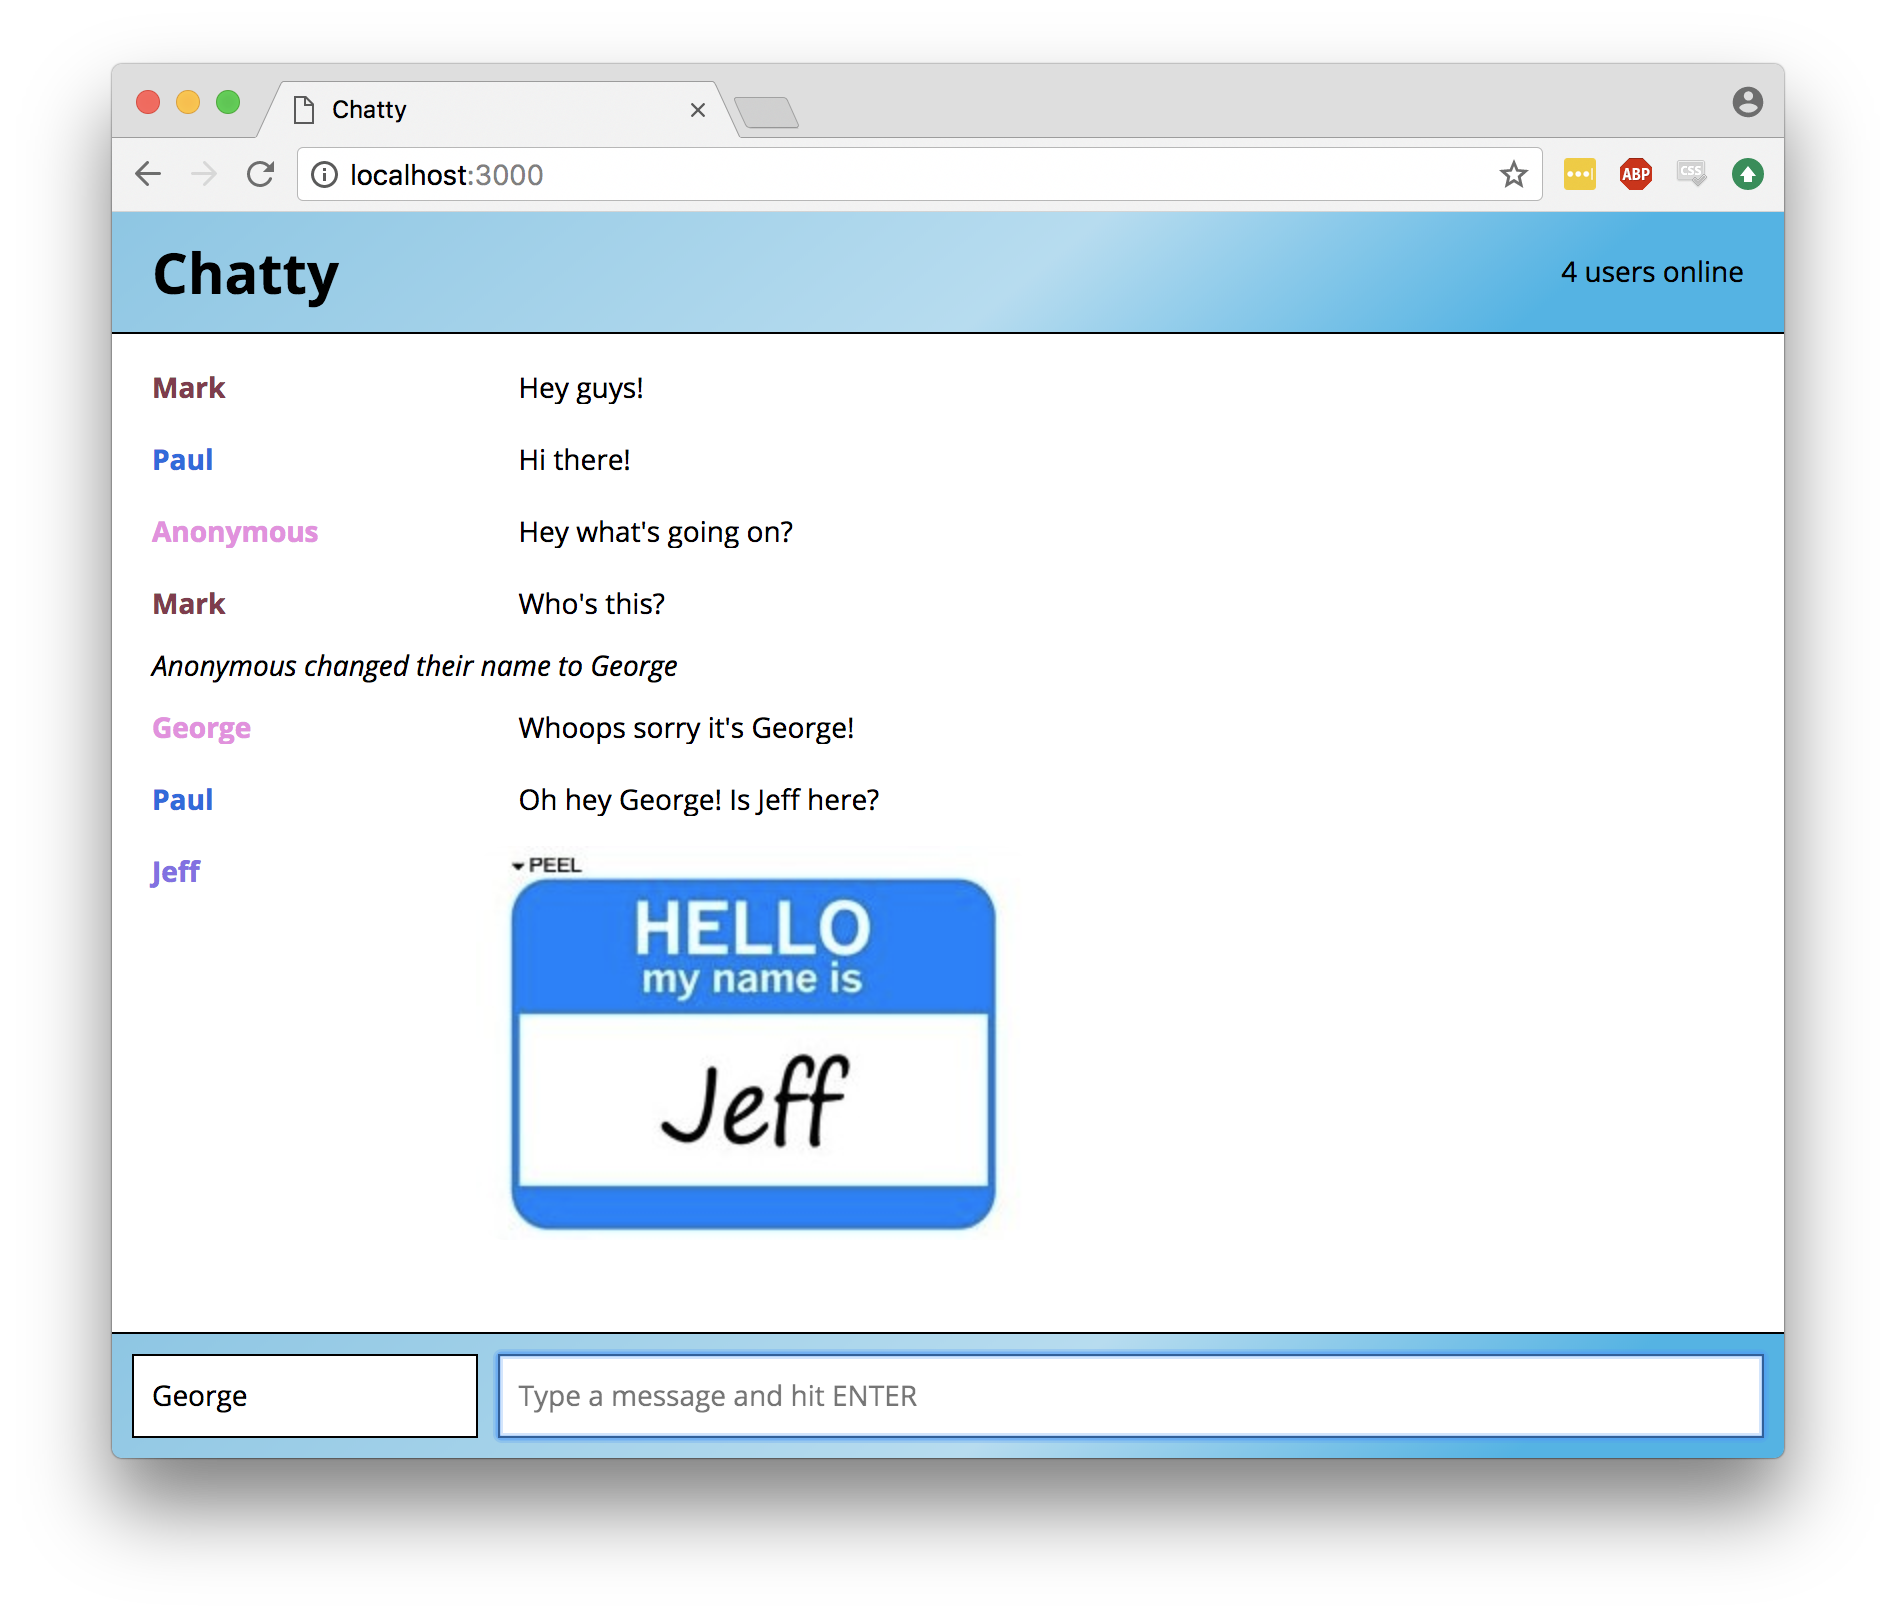 Chatty
localhost:3000
ABP
CSS
Chatty
4 users online
Mark
Hey guys!
Paul
Hi there!
Anonymous
Hey what's going on?
Mark
Who's this?
Anonymous changed their name to George
George
Whoops sorry it's George!
Paul
Oh hey George! Is Jeff here?
Jeff
PEEL
HELLO
my name is
Jeff
George
Type a message and hit ENTER